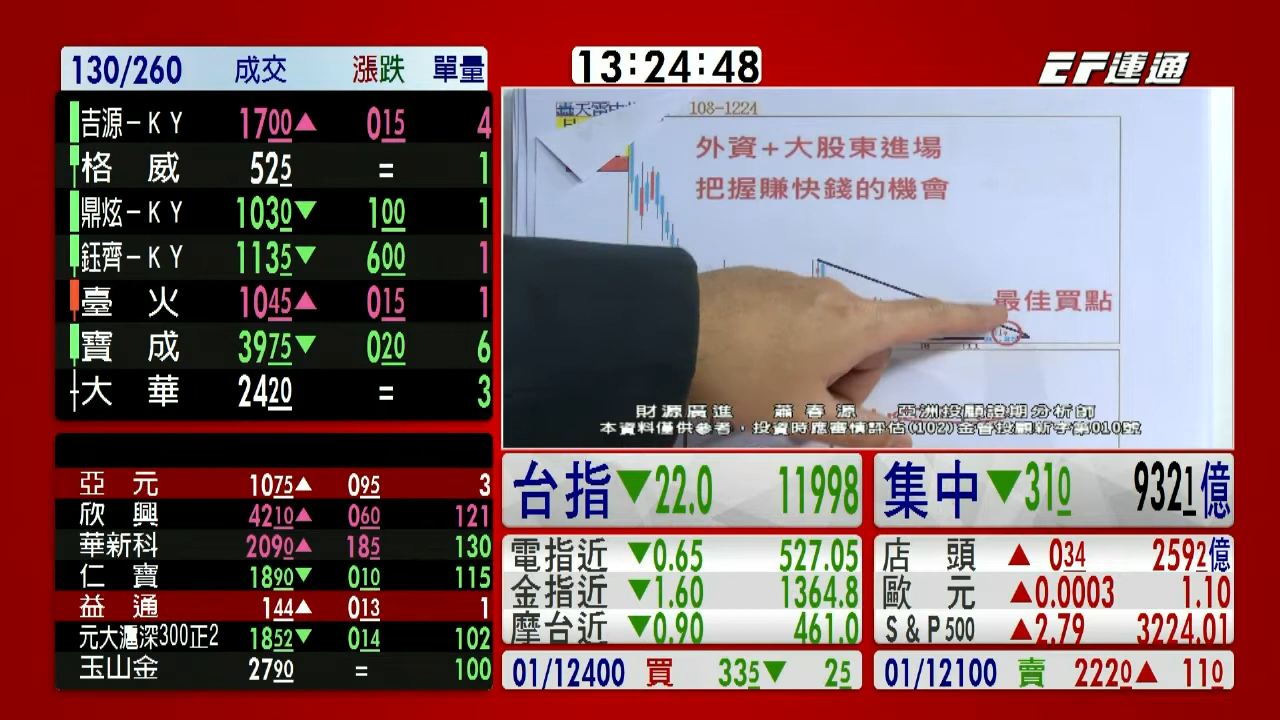 130/260 成交 漲跌 單量
吉源-KY 1700▲ 015 4
格威 525 = 1
鼎炫-KY 1030▼ 100 1
鈺齊-KY 1135▼ 600 1
臺火 1045▲ 015 1
寶成 3975▼ 020 6
大華 2420 = 3
亞元 1075▲ 095 3
欣興 4210▲ 060 121
華新科 2090▲ 185 130
仁寶 1890▼ 010 115
益通 144▲ 013 1
元大滬深300正2 1852▼ 014 102
玉山金 2790 = 100
13:24:48
EF運通
108-1224
外資+大股東進場
把握賺快錢的機會
最佳買點
財源廣進 蕭春源 亞洲投顧證期分析師
本資料僅供參考，投資時應審慎評估(102)金管投顧新字第010號
台指▼22.0 11998
電指近 ▼0.65 527.05
金指近 ▼1.60 1364.8
摩台近 ▼0.90 461.0
01/12400 買 335▼ 25
集中▼310 9321億
店頭 ▲034 2592億
歐元 ▲0.0003 1.10
S&P500 ▲2.79 3224.01
01/12100 賣 2220▲ 110